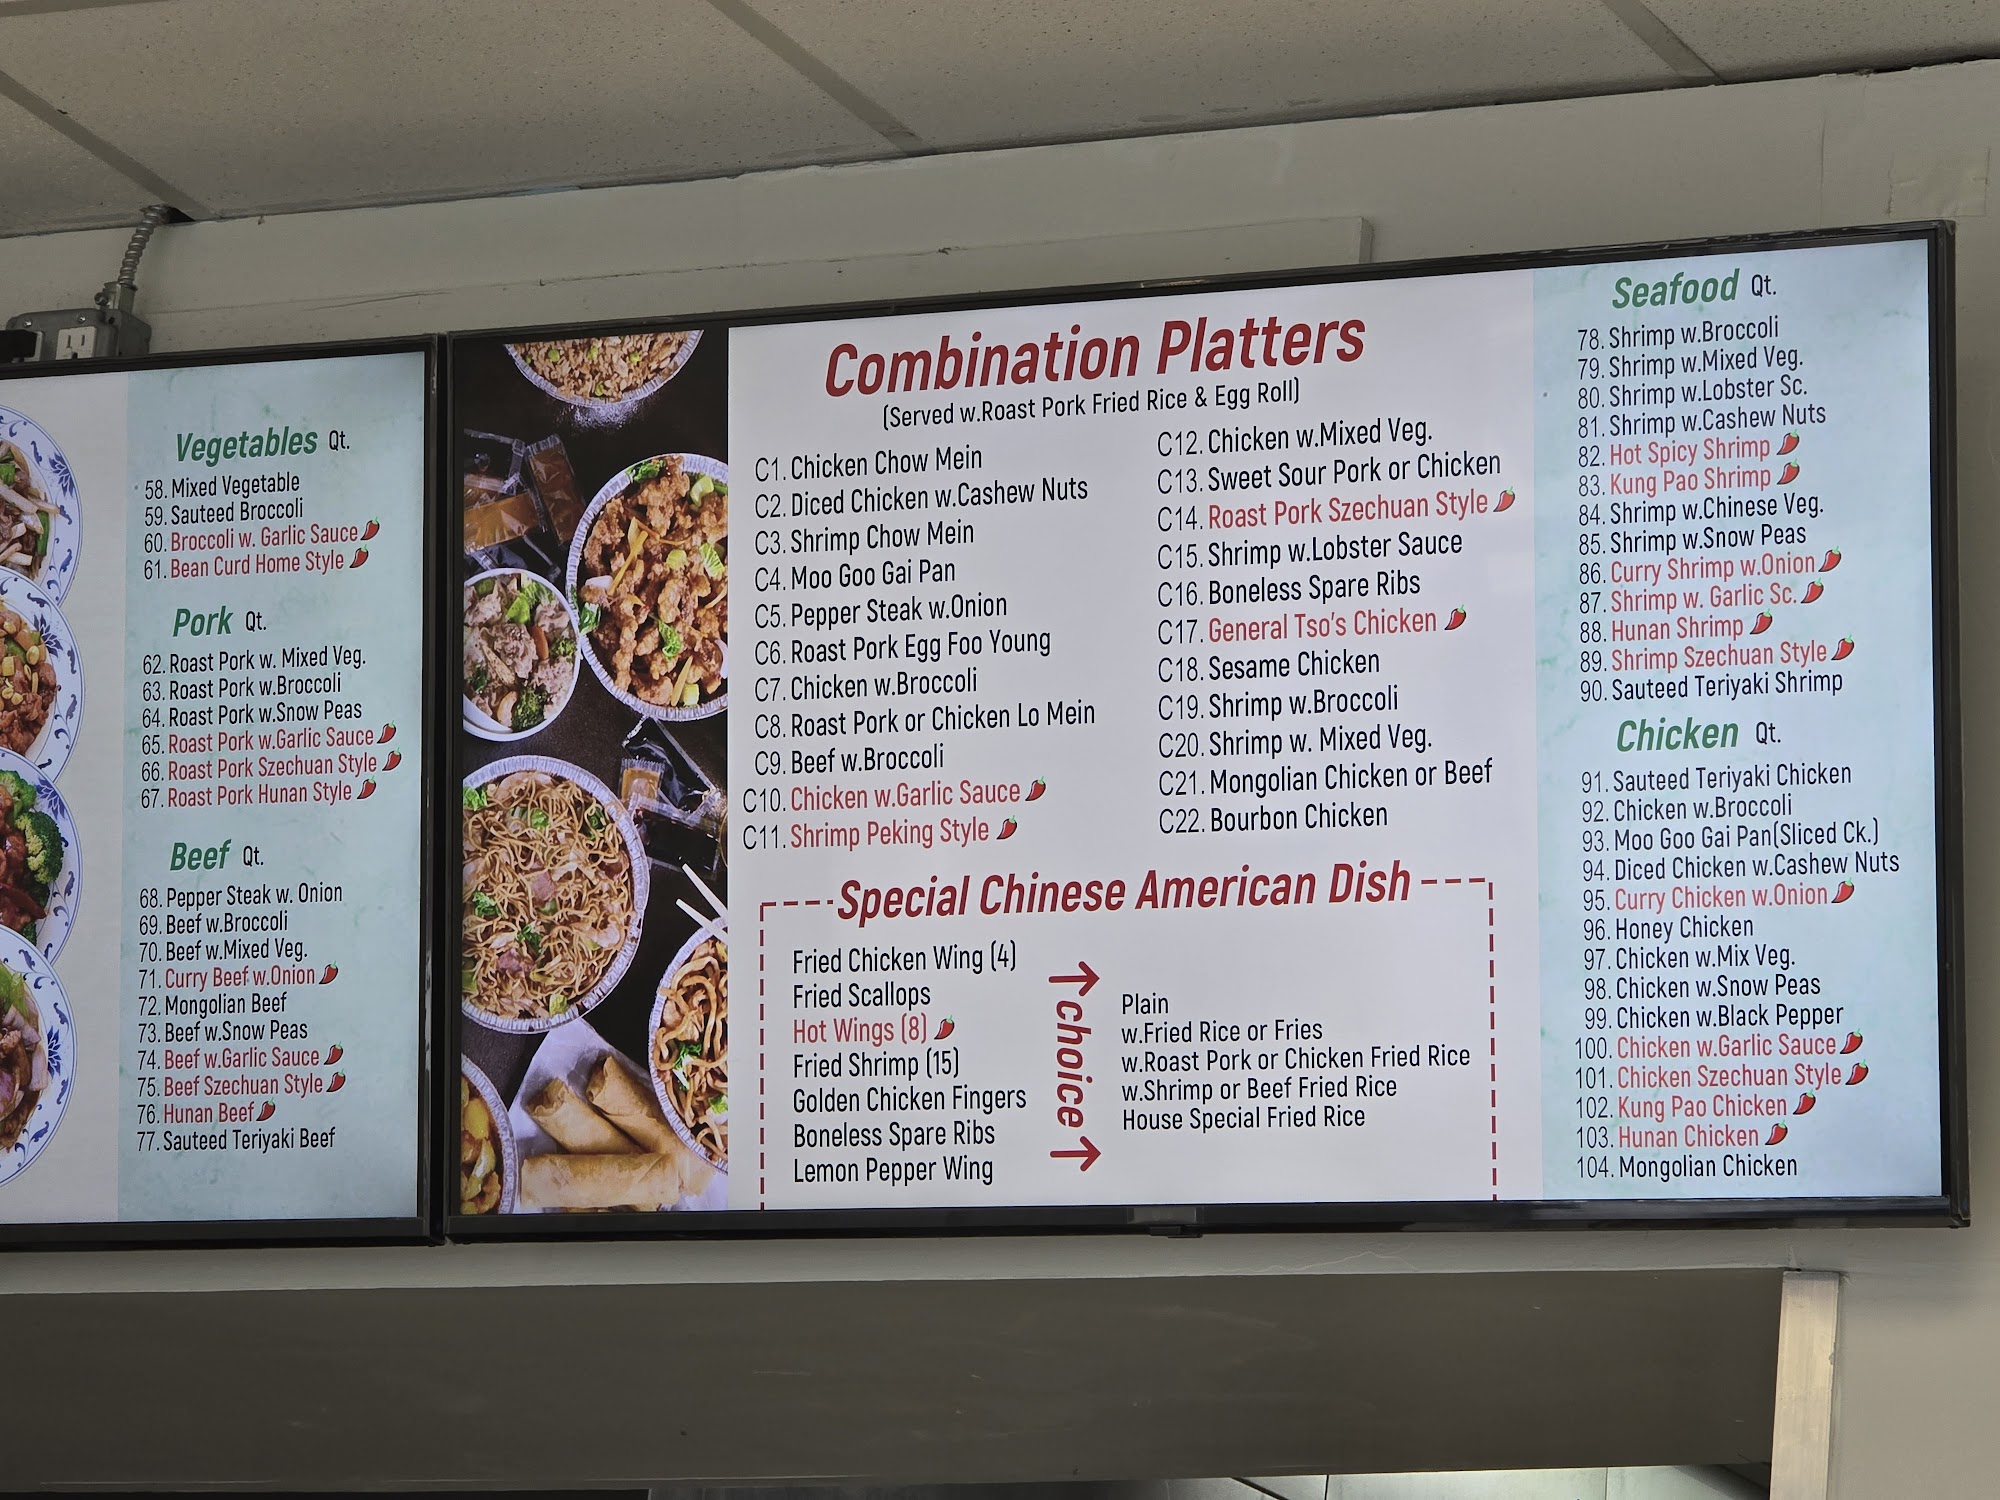 Vegetables Qt.
58. Mixed Vegetable
59. Sauteed Broccoli
60. Broccoli w. Garlic Sauce
61. Bean Curd Home Style
Pork Qt.
62. Roast Pork w. Mixed Veg.
63. Roast Pork w.Broccoli
64. Roast Pork w.Snow Peas
65. Roast Pork w.Garlic Sauce
66. Roast Pork Szechuan Style
67. Roast Pork Hunan Style
Beef Qt.
68. Pepper Steak w. Onion
69. Beef w.Broccoli
70. Beef w.Mixed Veg.
71. Curry Beef w.Onion
72. Mongolian Beef
73. Beef w.Snow Peas
74. Beef w.Garlic Sauce
75. Beef Szechuan Style
76. Hunan Beef
77. Sauteed Teriyaki Beef
Combination Platters
(Served w.Roast Pork Fried Rice & Egg Roll)
C1. Chicken Chow Mein
C2. Diced Chicken w.Cashew Nuts
C3. Shrimp Chow Mein
C4. Moo Goo Gai Pan
C5. Pepper Steak w.Onion
C6. Roast Pork Egg Foo Young
C7. Chicken w.Broccoli
C8. Roast Pork or Chicken Lo Mein
C9. Beef w.Broccoli
C10. Chicken w.Garlic Sauce
C11. Shrimp Peking Style
C12. Chicken w.Mixed Veg.
C13. Sweet Sour Pork or Chicken
C14. Roast Pork Szechuan Style
C15. Shrimp w.Lobster Sauce
C16. Boneless Spare Ribs
C17. General Tso's Chicken
C18. Sesame Chicken
C19. Shrimp w.Broccoli
C20. Shrimp w. Mixed Veg.
C21. Mongolian Chicken or Beef
C22. Bourbon Chicken
Special Chinese American Dish
Fried Chicken Wing (4)
Fried Scallops
Hot Wings (8)
Fried Shrimp (15)
Golden Chicken Fingers
Boneless Spare Ribs
Lemon Pepper Wing
choice
Plain
w.Fried Rice or Fries
w.Roast Pork or Chicken Fried Rice
w.Shrimp or Beef Fried Rice
House Special Fried Rice
Seafood Qt.
78. Shrimp w.Broccoli
79. Shrimp w.Mixed Veg.
80. Shrimp w.Lobster Sc.
81. Shrimp w.Cashew Nuts
82. Hot Spicy Shrimp
83. Kung Pao Shrimp
84. Shrimp w.Chinese Veg.
85. Shrimp w.Snow Peas
86. Curry Shrimp w.Onion
87. Shrimp w. Garlic Sc.
88. Hunan Shrimp
89. Shrimp Szechuan Style
90. Sauteed Teriyaki Shrimp
Chicken Qt.
91. Sauteed Teriyaki Chicken
92. Chicken w.Broccoli
93. Moo Goo Gai Pan(Sliced Ck.)
94. Diced Chicken w.Cashew Nuts
95. Curry Chicken w.Onion
96. Honey Chicken
97. Chicken w.Mix Veg.
98. Chicken w.Snow Peas
99. Chicken w.Black Pepper
100. Chicken w.Garlic Sauce
101. Chicken Szechuan Style
102. Kung Pao Chicken
103. Hunan Chicken
104. Mongolian Chicken